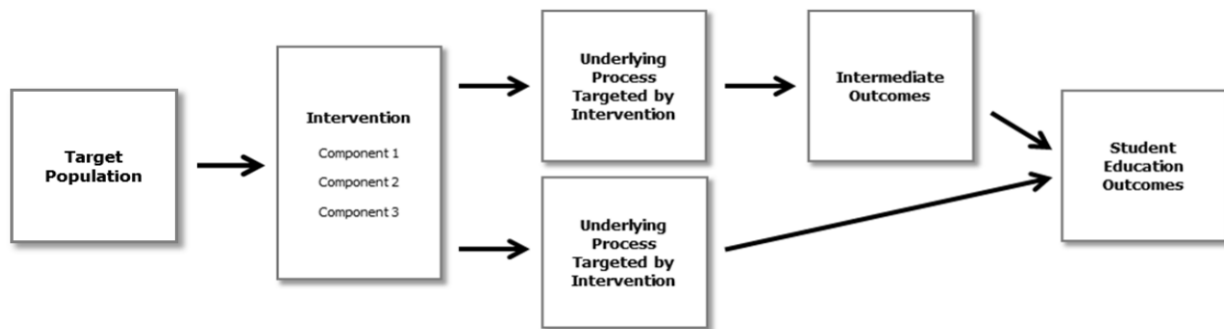 Target
Population
Intervention
Component 1
Component 2
Component 3
Underlying
Process
Targeted by
Intervention
Intermediate
Outcomes
Underlying
Process
Targeted by
Intervention
Student
Education
Outcomes